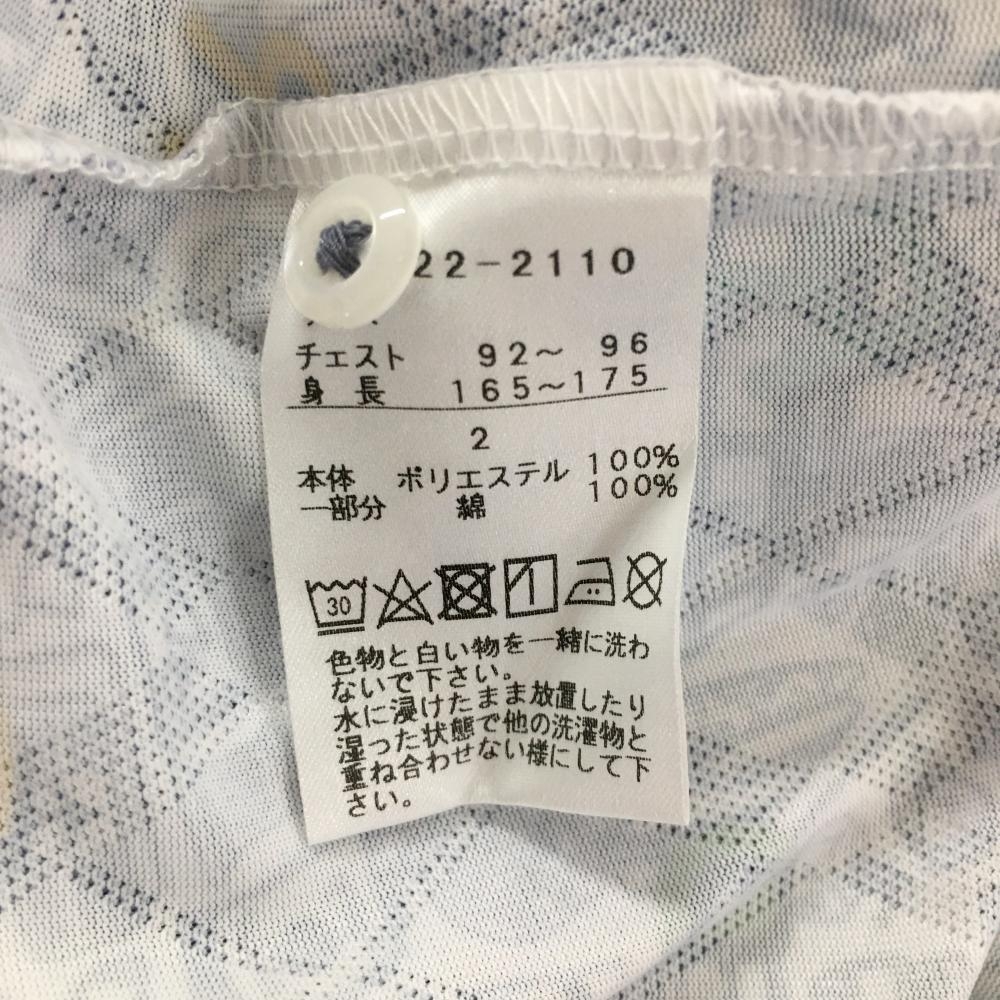 22-2110
チェスト 92~ 96
身 長 165~175
2
本体 ポリエステル 100%
一部分 綿 100%
30
色物と白い物を一緒に洗わ
ないで下さい。
水に浸けたまま放置したり
湿った状態で他の洗濯物と
重ね合わせない様にして下
さい。